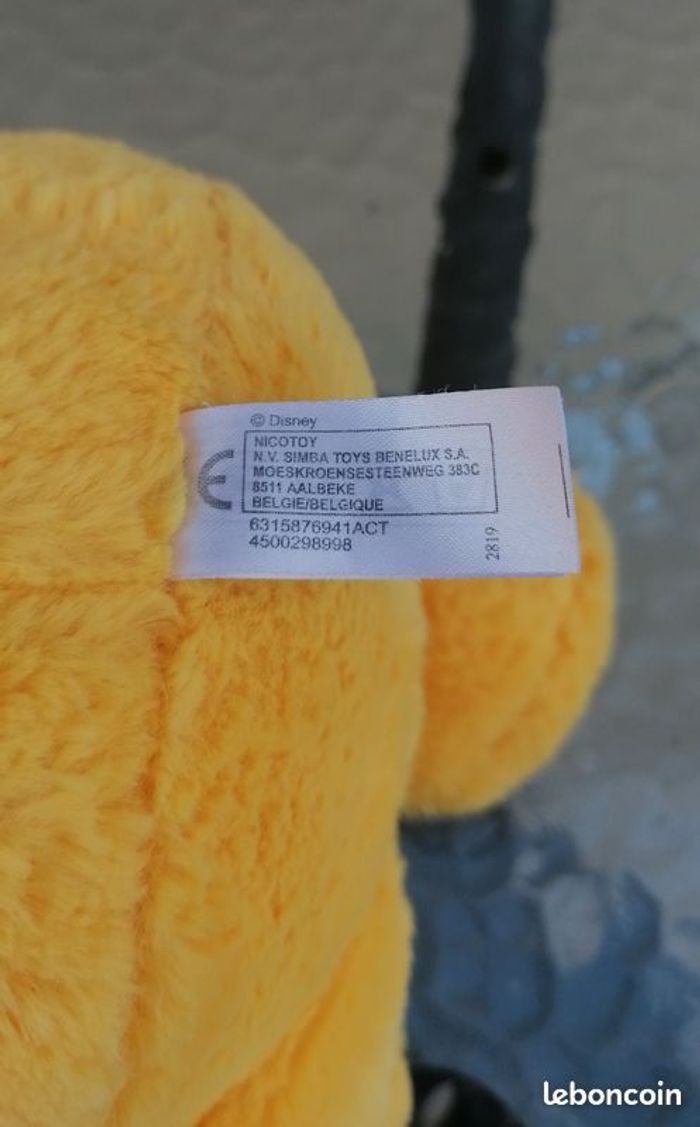 © Disney
CE
NICOTOY
N.V. SIMBA TOYS BENELUX S.A.
MOESKROENSESTEENWEG 383C
8511 AALBEKE
BELGIE/BELGIQUE
6315876941ACT
4500298998
2819
leboncoin